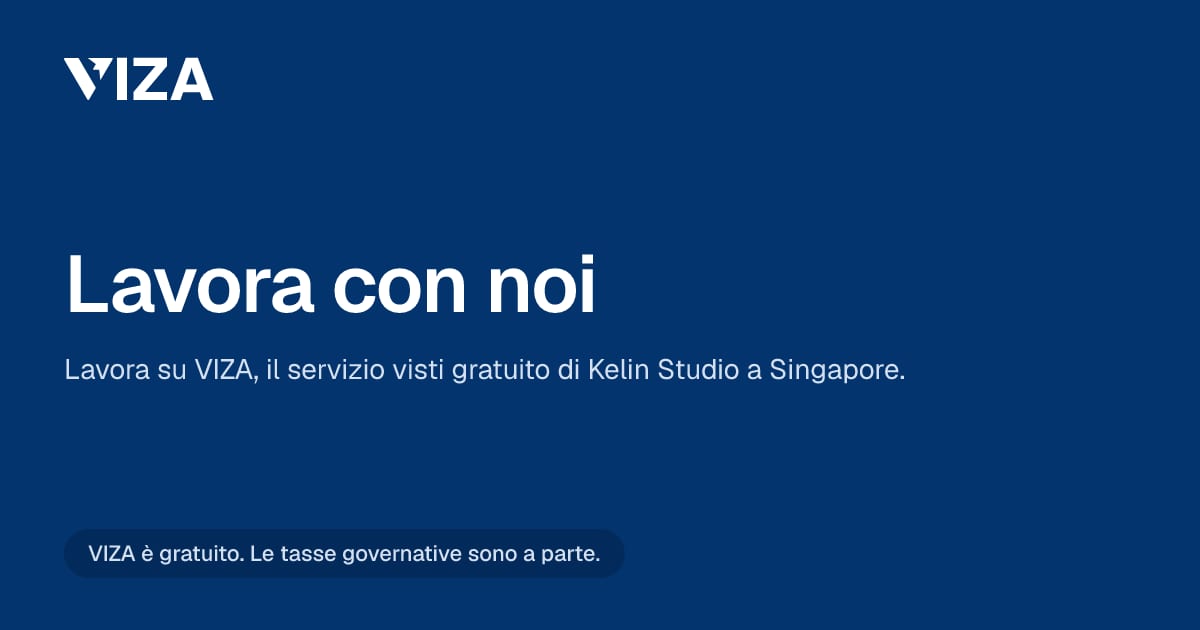 VIZA
Lavora con noi
Lavora su VIZA, il servizio visti gratuito di Kelin Studio a Singapore.
VIZA è gratuito. Le tasse governative sono a parte.